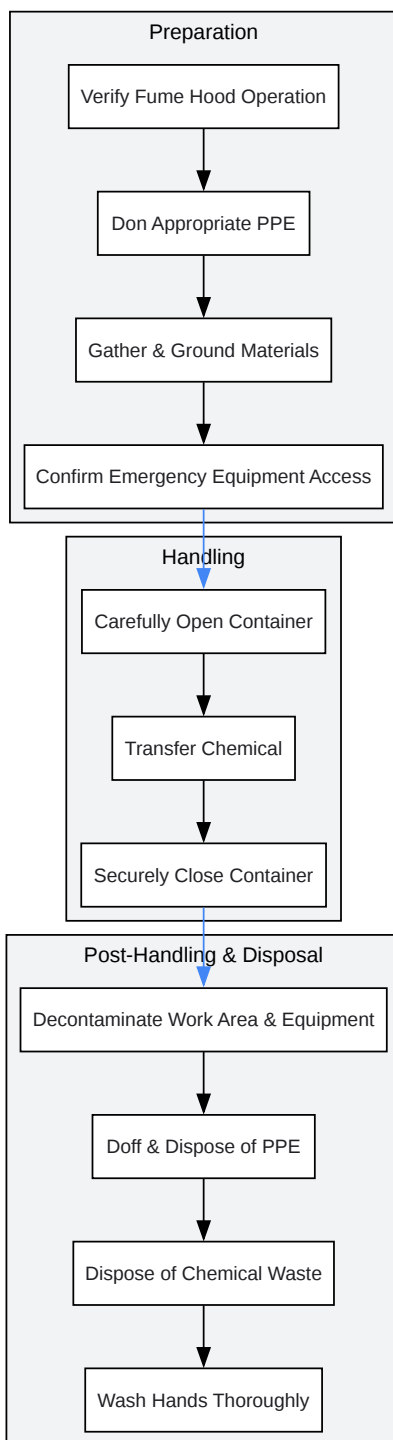 Preparation
Verify Fume Hood Operation
Don Appropriate PPE
Gather & Ground Materials
Confirm Emergency Equipment Access
Handling
Carefully Open Container
Transfer Chemical
Securely Close Container
Post-Handling & Disposal
Decontaminate Work Area & Equipment
Doff & Dispose of PPE
Dispose of Chemical Waste
Wash Hands Thoroughly